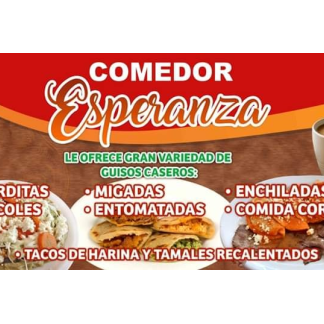 COMEDOR
Esperanza
LE OFRECE GRAN VARIEDAD DE
GUISOS CASEROS:
RDITAS • MIGADAS • ENCHILADAS
COLES • ENTOMATADAS • COMIDA COR
• TACOS DE HARINA Y TAMALES RECALENTADOS